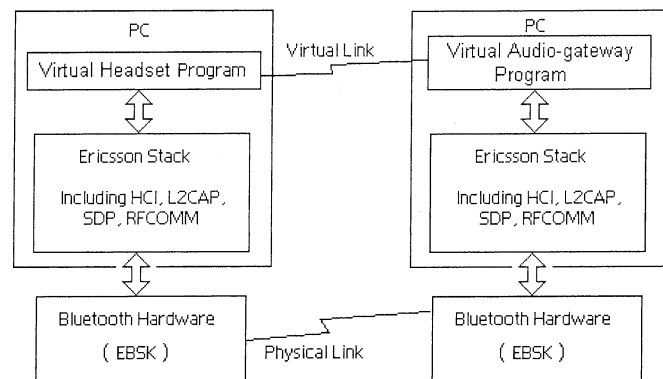 PC
Virtual Headset Program
Ericsson Stack
Including HCI, L2CAP,
SDP, RFCOMM
Bluetooth Hardware
( EBSK )
Virtual Link
Physical Link
PC
Virtual Audio-gateway
Program
Ericsson Stack
Including HCI, L2CAP,
SDP, RFCOMM
Bluetooth Hardware
( EBSK )